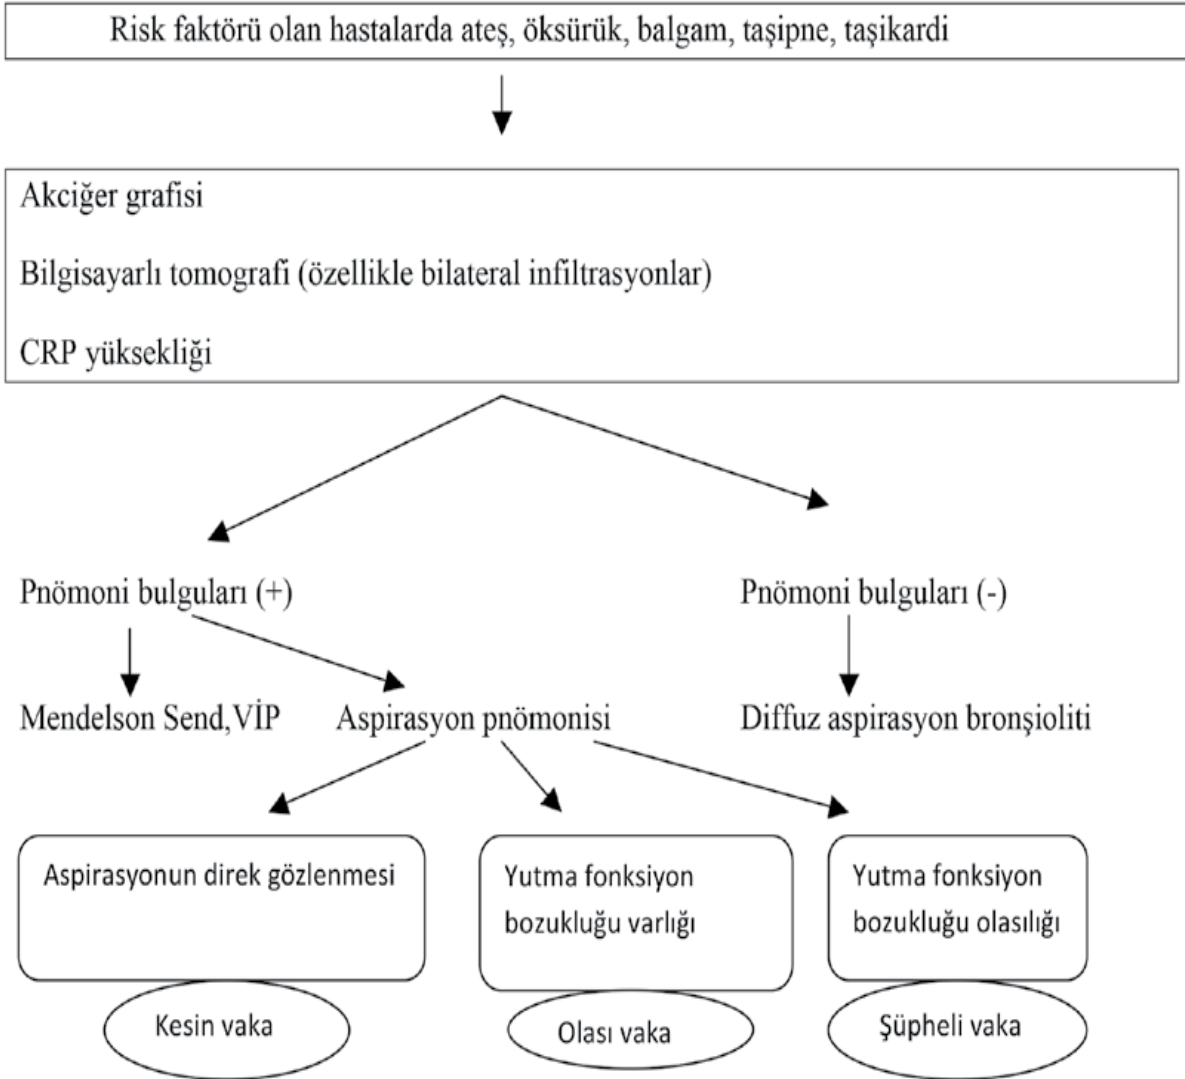 Risk faktörü olan hastalarda ateş, öksürük, balgam, taşipne, taşikardi
Akciğer grafisi
Bilgisayarlı tomografi (özellikle bilateral infiltrasyonlar)
CRP yüksekliği
Pnömoni bulguları (+)
Pnömoni bulguları (-)
Mendelson Send,VİP
Aspirasyon pnömonisi
Diffuz aspirasyon bronşioliti
Aspirasyonun direk gözlenmesi
Yutma fonksiyon
bozukluğu varlığı
Yutma fonksiyon
bozukluğu olasılığı
Kesin vaka
Olası vaka
Şüpheli vaka